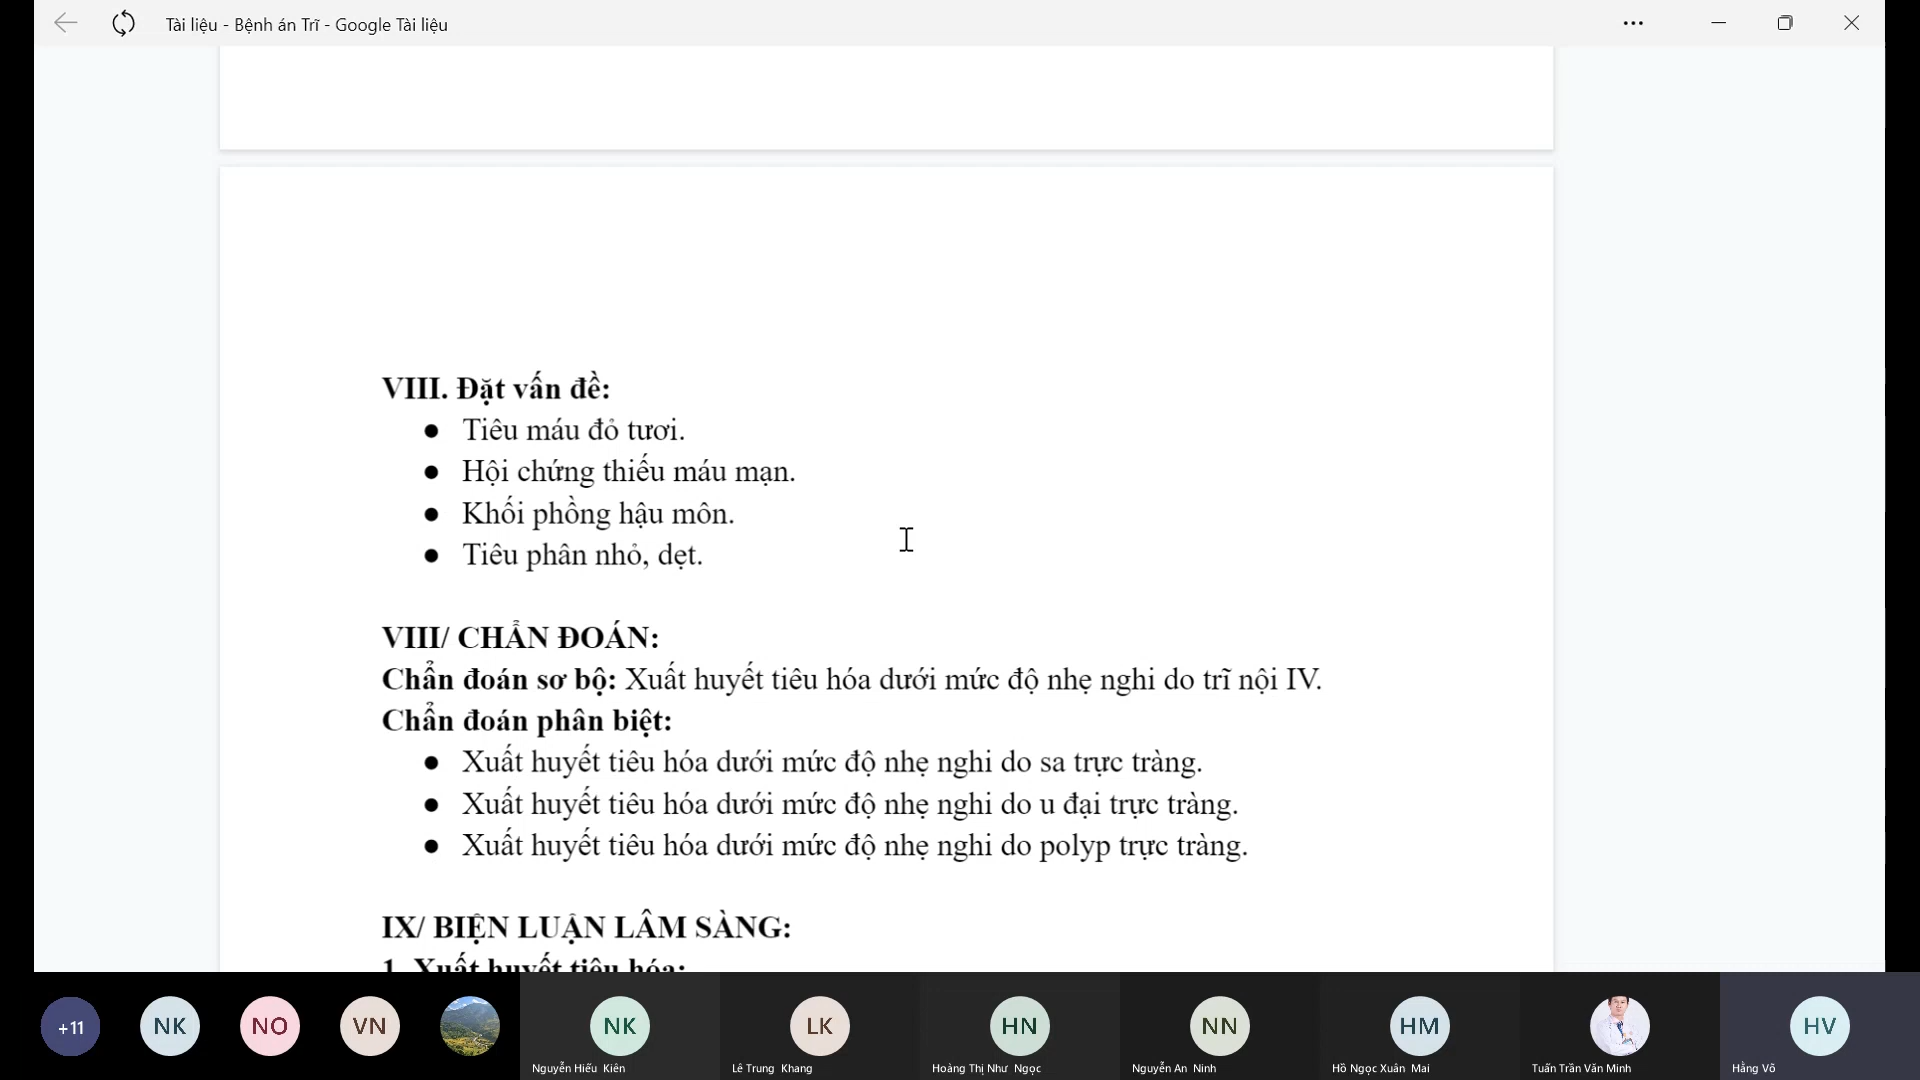 Tài liệu - Bệnh án Trĩ - Google Tài liệu
VIII. Đặt vấn đề:
● Tiêu máu đỏ tươi.
● Hội chứng thiếu máu mạn.
● Khối phồng hậu môn.
● Tiêu phân nhỏ, dẹt.
VIII/ CHẨN ĐOÁN:
Chẩn đoán sơ bộ: Xuất huyết tiêu hóa dưới mức độ nhẹ nghi do trĩ nội IV.
Chẩn đoán phân biệt:
● Xuất huyết tiêu hóa dưới mức độ nhẹ nghi do sa trực tràng.
● Xuất huyết tiêu hóa dưới mức độ nhẹ nghi do u đại trực tràng.
● Xuất huyết tiêu hóa dưới mức độ nhẹ nghi do polyp trực tràng.
IX/ BIỆN LUẬN LÂM SÀNG:
1. Xuất huyết tiêu hóa:
+11 NK NO VN NK LK HN NN HM HV
Nguyễn Hiếu Kiên Lê Trung Khang Hoàng Thị Như Ngọc Nguyễn An Ninh Hồ Ngọc Xuân Mai Tuấn Trần Văn Minh Hằng Võ